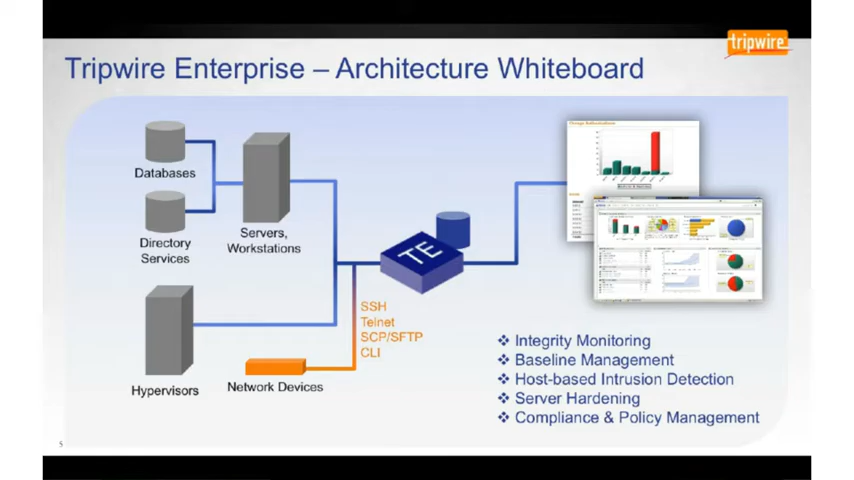 tripwire
Tripwire Enterprise – Architecture Whiteboard
Databases
Directory
Services
Servers,
Workstations
Hypervisors
Network Devices
TE
SSH
Telnet
SCP/SFTP
CLI
❖ Integrity Monitoring
❖ Baseline Management
❖ Host-based Intrusion Detection
❖ Server Hardening
❖ Compliance & Policy Management
5